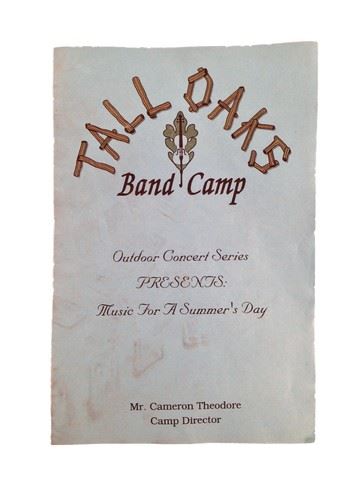 TALL OAKS
Band Camp
Outdoor Concert Series
PRESENTS:
Music For A Summer's Day
Mr. Cameron Theodore
Camp Director